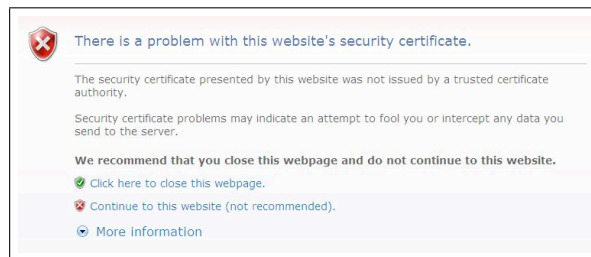 There is a problem with this website's security certificate.
The security certificate presented by this website was not issued by a trusted certificate
authority.
Security certificate problems may indicate an attempt to fool you or intercept any data you
send to the server.
We recommend that you close this webpage and do not continue to this website.
Click here to close this webpage.
Continue to this website (not recommended).
More information